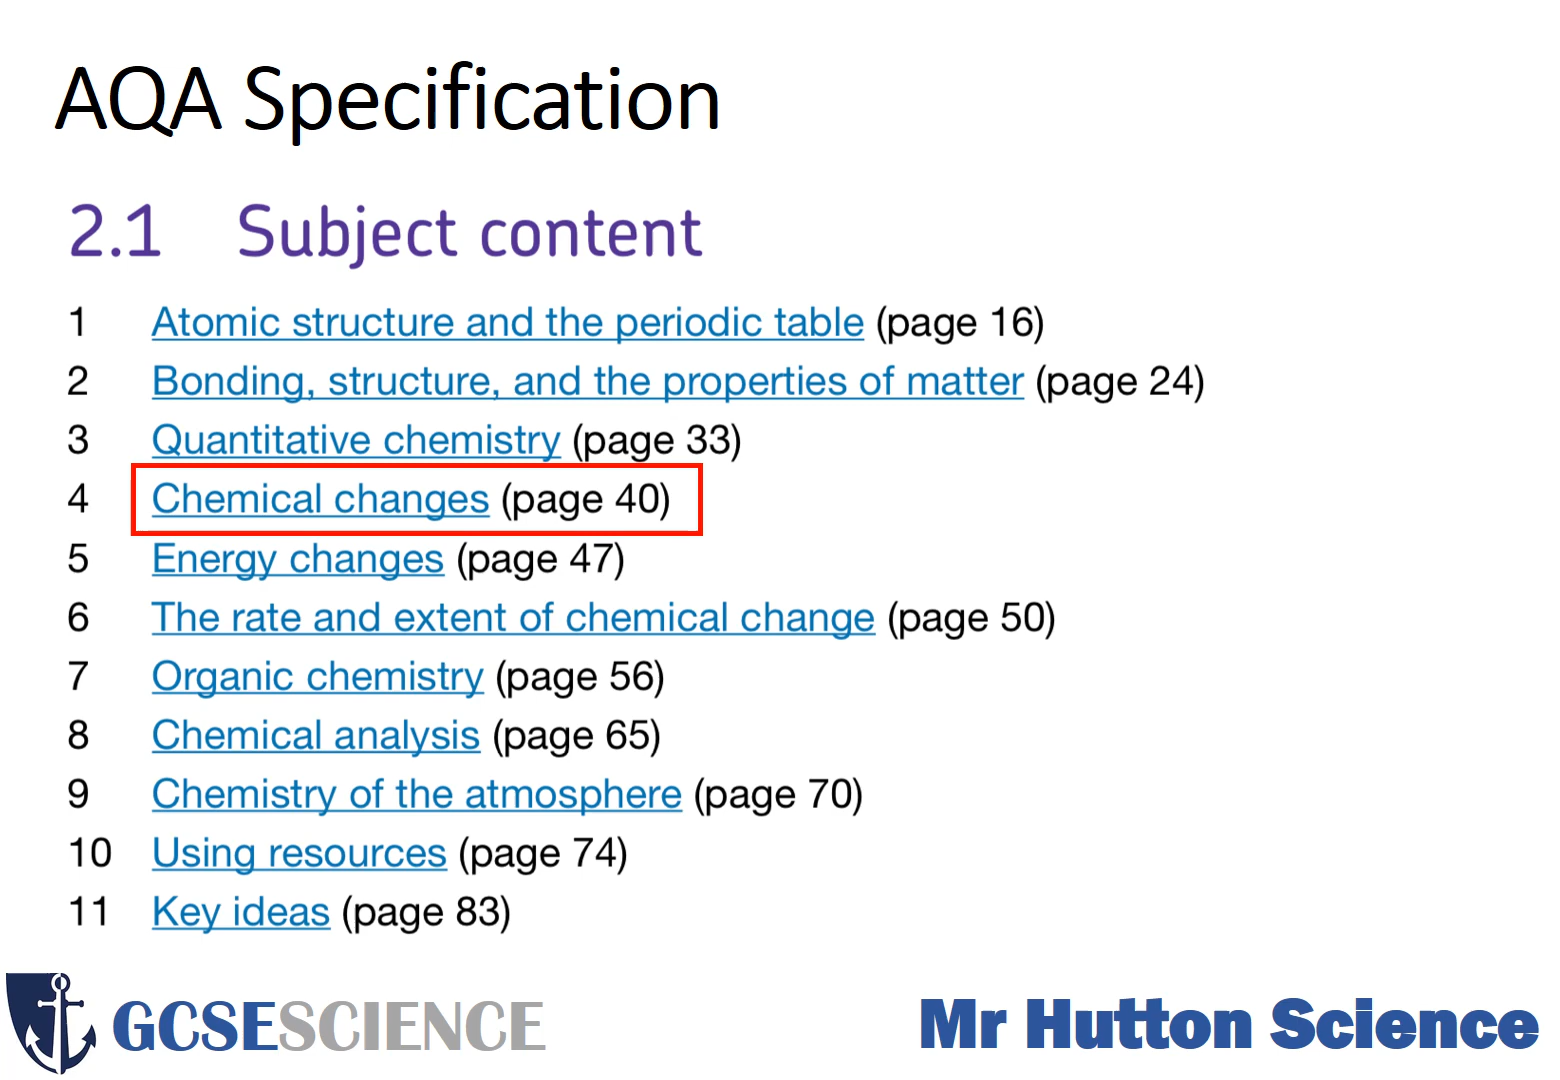 AQA Specification
2.1 Subject content
1 Atomic structure and the periodic table (page 16)
2 Bonding, structure, and the properties of matter (page 24)
3 Quantitative chemistry (page 33)
4 Chemical changes (page 40)
5 Energy changes (page 47)
6 The rate and extent of chemical change (page 50)
7 Organic chemistry (page 56)
8 Chemical analysis (page 65)
9 Chemistry of the atmosphere (page 70)
10 Using resources (page 74)
11 Key ideas (page 83)
GCSESCIENCE
Mr Hutton Science